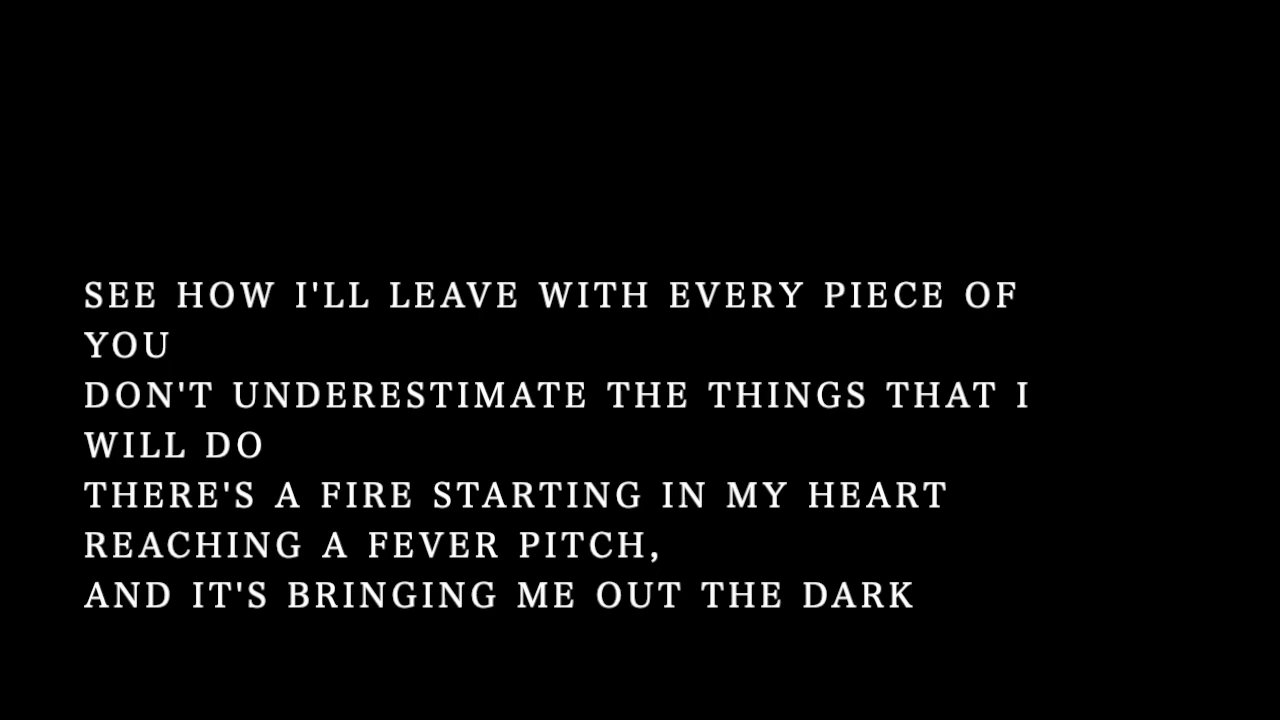 SEE HOW I'LL LEAVE WITH EVERY PIECE OF
YOU
DON'T UNDERESTIMATE THE THINGS THAT I
WILL DO
THERE'S A FIRE STARTING IN MY HEART
REACHING A FEVER PITCH,
AND IT'S BRINGING ME OUT THE DARK